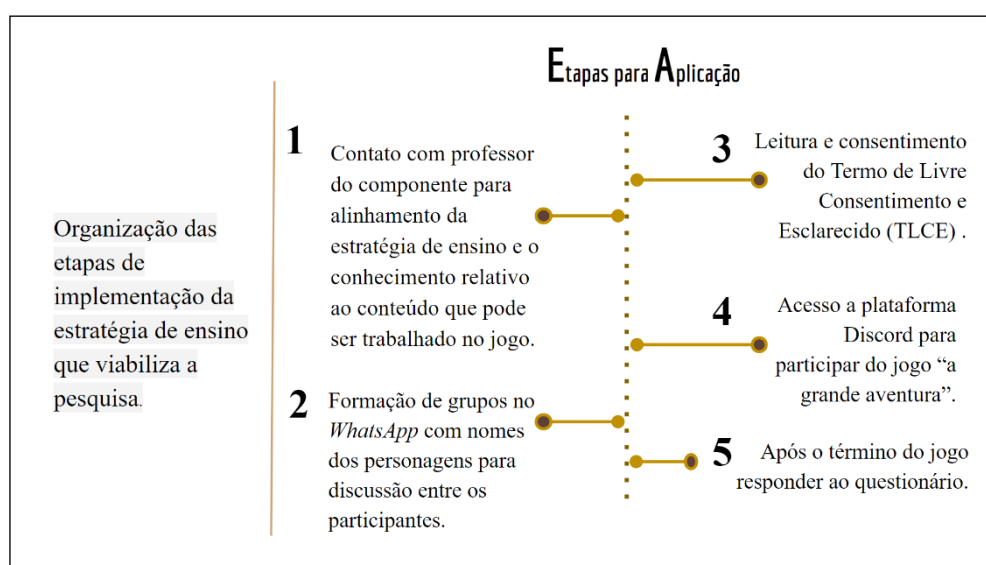 Etapas para Aplicação
Organização das
etapas de
implementação da
estratégia de ensino
que viabiliza a
pesquisa.
1
Contato com professor
do componente para
alinhamento da
estratégia de ensino e o
conhecimento relativo
ao conteúdo que pode
ser trabalhado no jogo.
2
Formação de grupos no
WhatsApp com nomes
dos personagens para
discussão entre os
participantes.
3
Leitura e consentimento
do Termo de Livre
Consentimento e
Esclarecido (TLCE) .
4
Acesso a plataforma
Discord para
participar do jogo “a
grande aventura”.
5
Após o término do jogo
responder ao questionário.